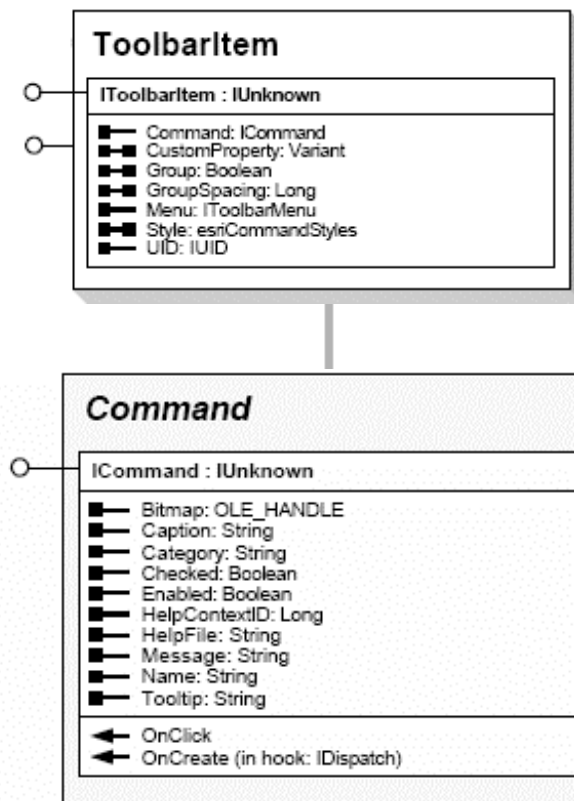 ToolbarItem
IToolbarItem : IUnknown
Command: ICommand
CustomProperty: Variant
Group: Boolean
GroupSpacing: Long
Menu: IToolbarMenu
Style: esriCommandStyles
UID: IUID
Command
ICommand : IUnknown
Bitmap: OLE_HANDLE
Caption: String
Category: String
Checked: Boolean
Enabled: Boolean
HelpContextID: Long
HelpFile: String
Message: String
Name: String
Tooltip: String
OnClick
OnCreate (in hook: IDispatch)